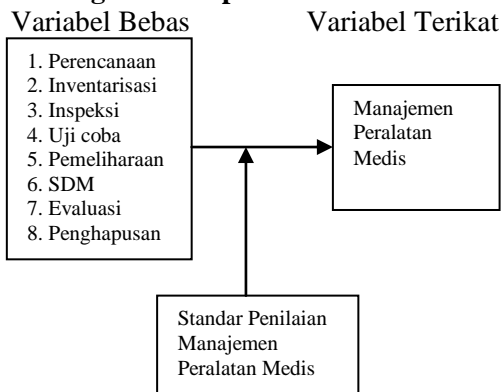 Variabel Bebas
Variabel Terikat
1. Perencanaan
2. Inventarisasi
3. Inspeksi
4. Uji coba
5. Pemeliharaan
6. SDM
7. Evaluasi
8. Penghapusan
Manajemen
Peralatan
Medis
Standar Penilaian
Manajemen
Peralatan Medis